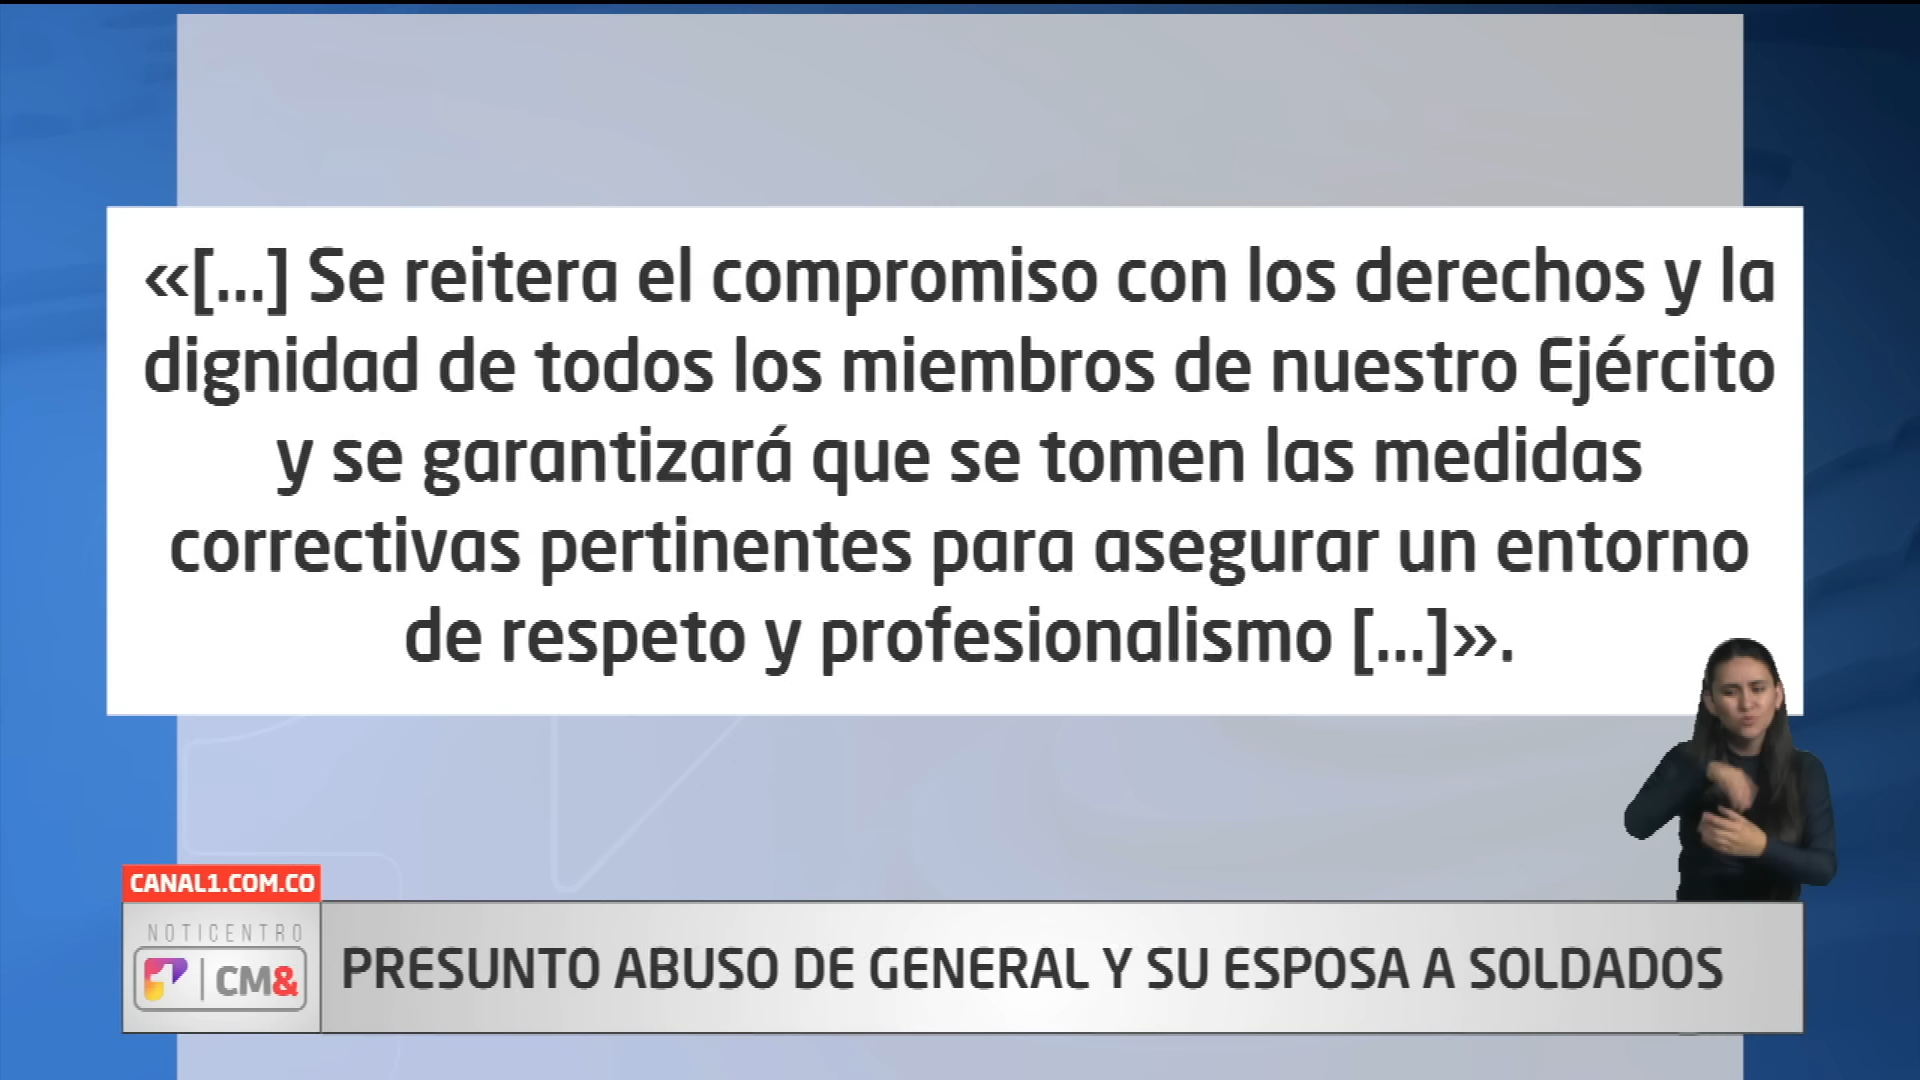 «[...] Se reitera el compromiso con los derechos y la
dignidad de todos los miembros de nuestro Ejército
y se garantizará que se tomen las medidas
correctivas pertinentes para asegurar un entorno
de respeto y profesionalismo [...]».
CANAL1.COM.CO
NOTICENTRO
1 | CM&
PRESUNTO ABUSO DE GENERAL Y SU ESPOSA A SOLDADOS